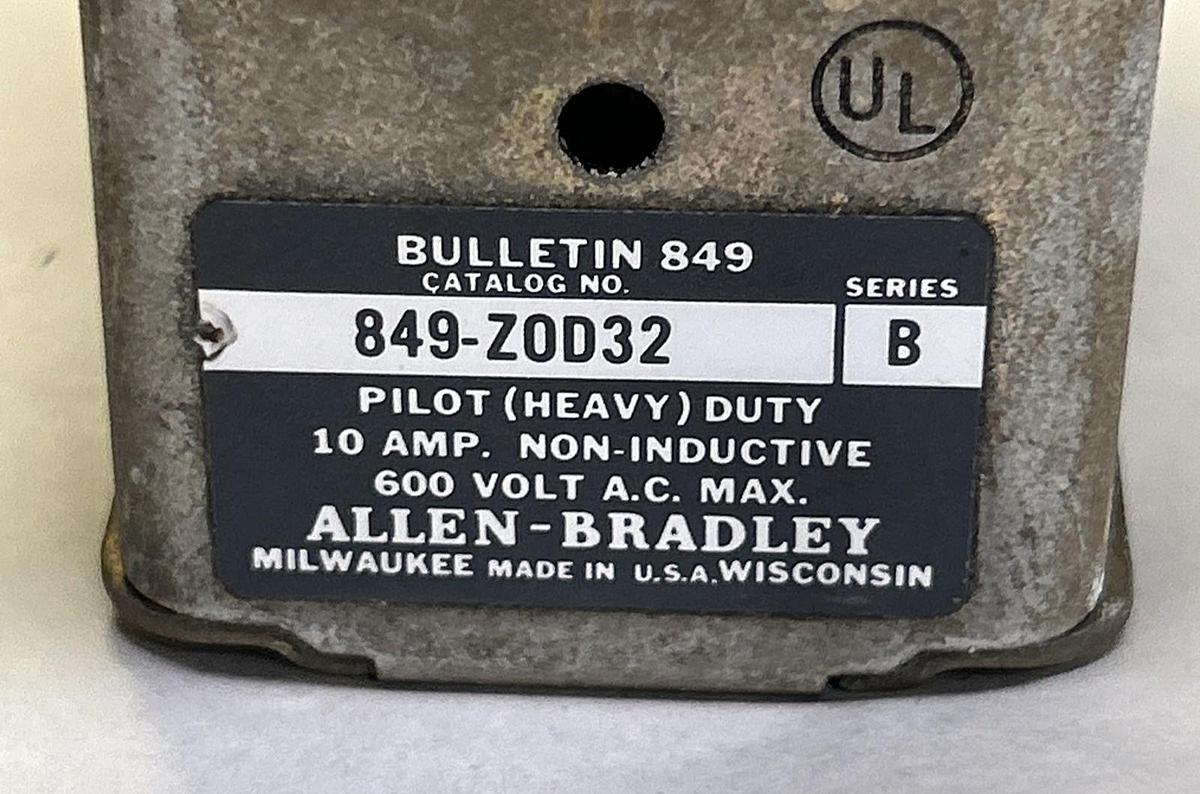 UL
BULLETIN 849
CATALOG NO.
SERIES
849-ZOD32
B
PILOT (HEAVY) DUTY
10 AMP. NON-INDUCTIVE
600 VOLT A.C. MAX.
ALLEN-BRADLEY
MILWAUKEE MADE IN U.S.A. WISCONSIN